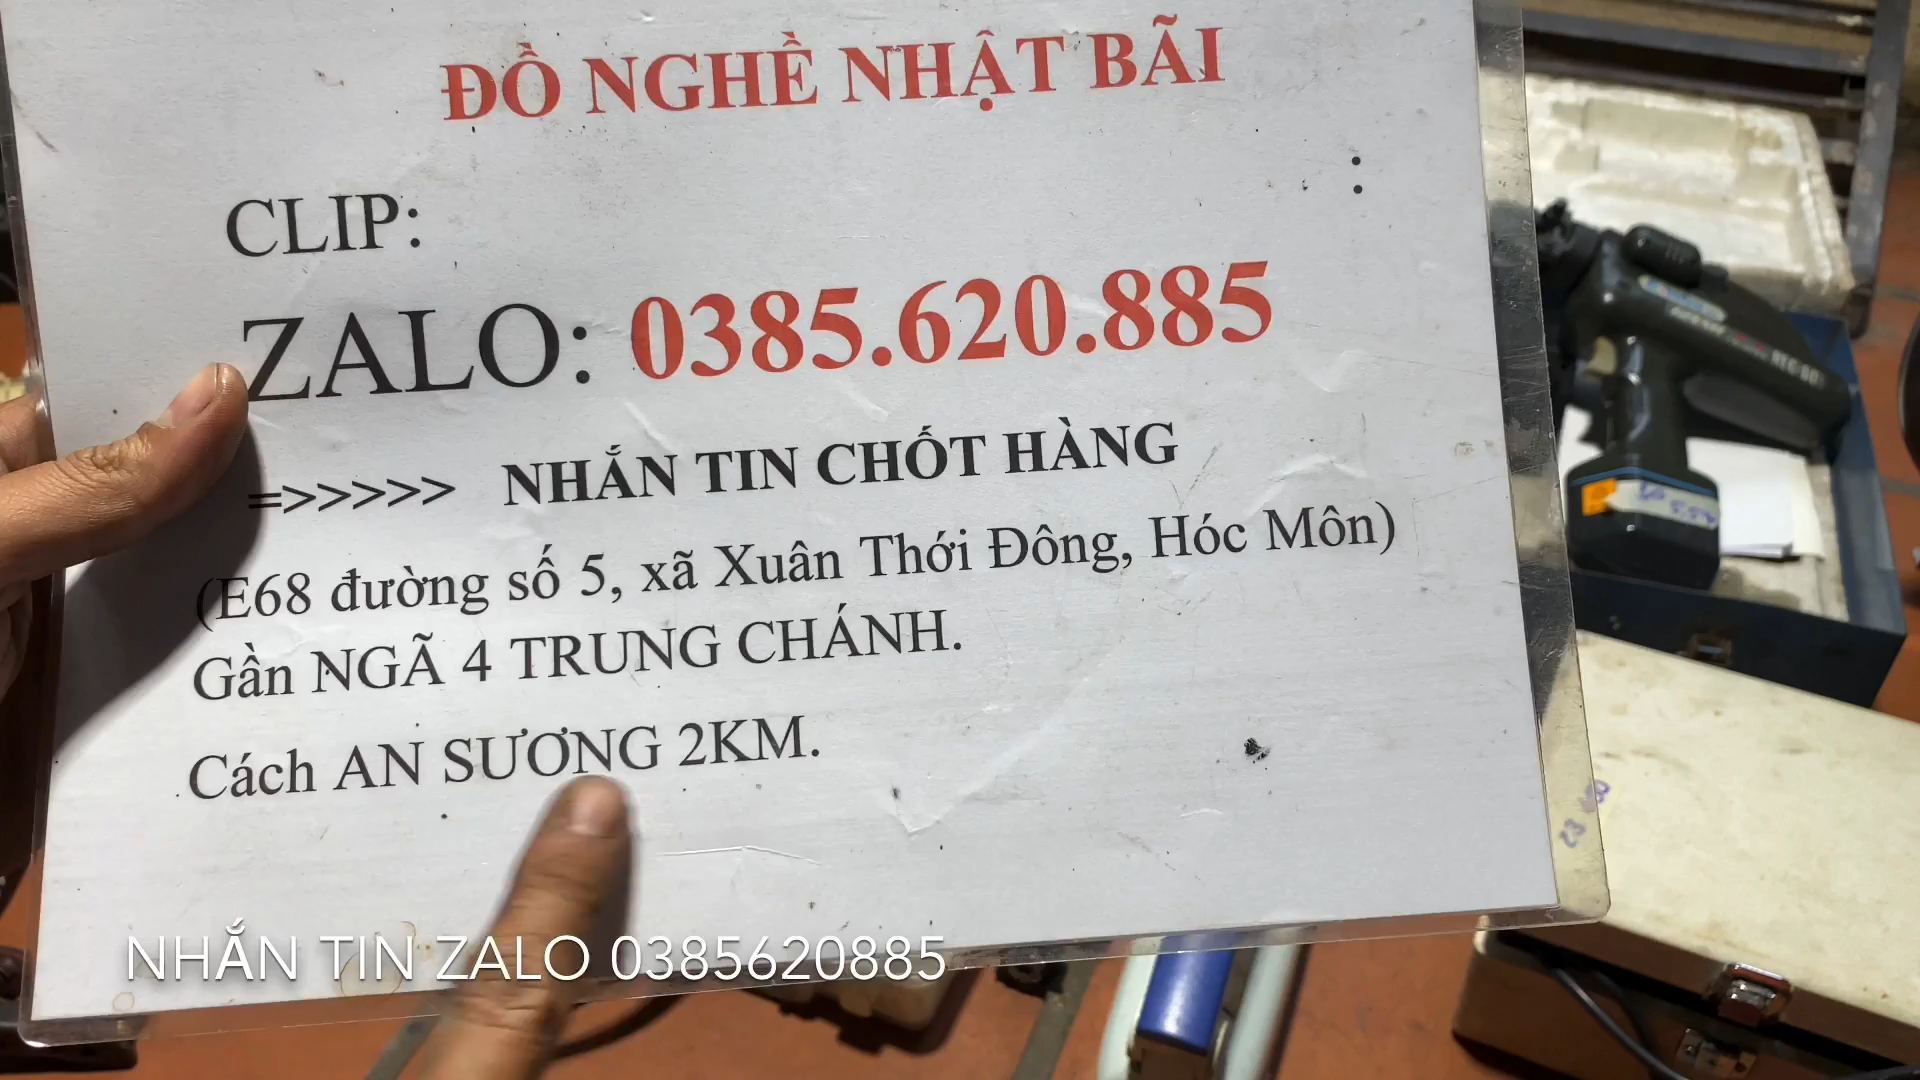 ĐỒ NGHỀ NHẬT BÃI
CLIP:
:
ZALO: 0385.620.885
=>>>>>> NHẮN TIN CHỐT HÀNG
(E68 đường số 5, xã Xuân Thới Đông, Hóc Môn)
Gần NGÃ 4 TRUNG CHÁNH.
Cách AN SƯƠNG 2KM.
NHẮN TIN ZALO 0385620885